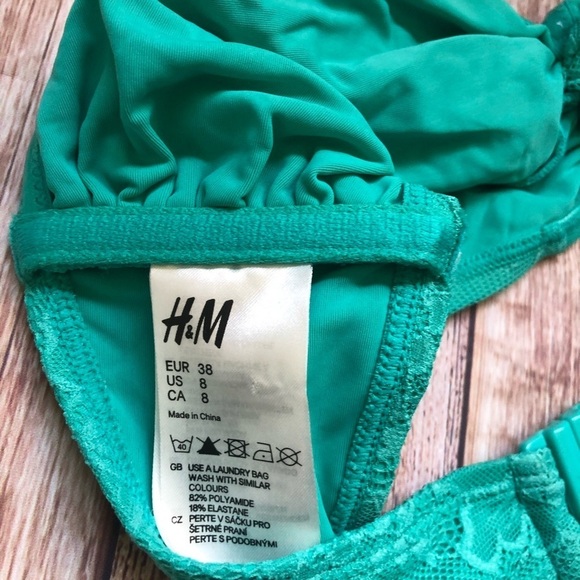 H&M
EUR 38
US 8
CA 8
Made in China
40
GB USE A LAUNDRY BAG
WASH WITH SIMILAR
COLOURS
82% POLYAMIDE
18% ELASTANE
CZ PERTE V SÁČKU PRO
ŠETRNÉ PRANÍ
PERTE S PODOBNÝMI